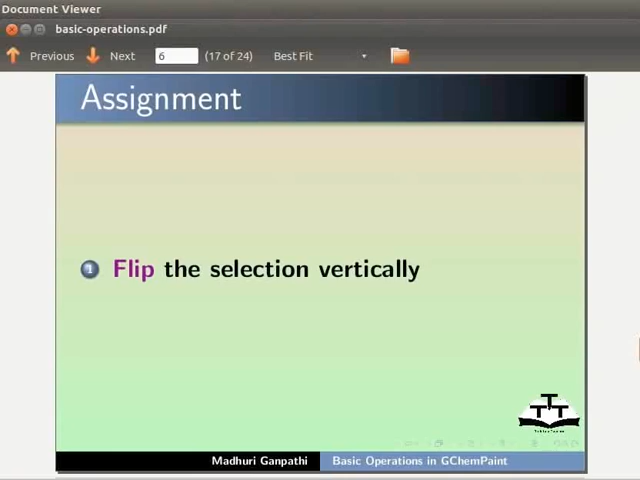 Document Viewer
basic-operations.pdf
Previous Next 6 (17 of 24) Best Fit
Assignment
1 Flip the selection vertically
Madhuri Ganpathi Basic Operations in GChemPaint